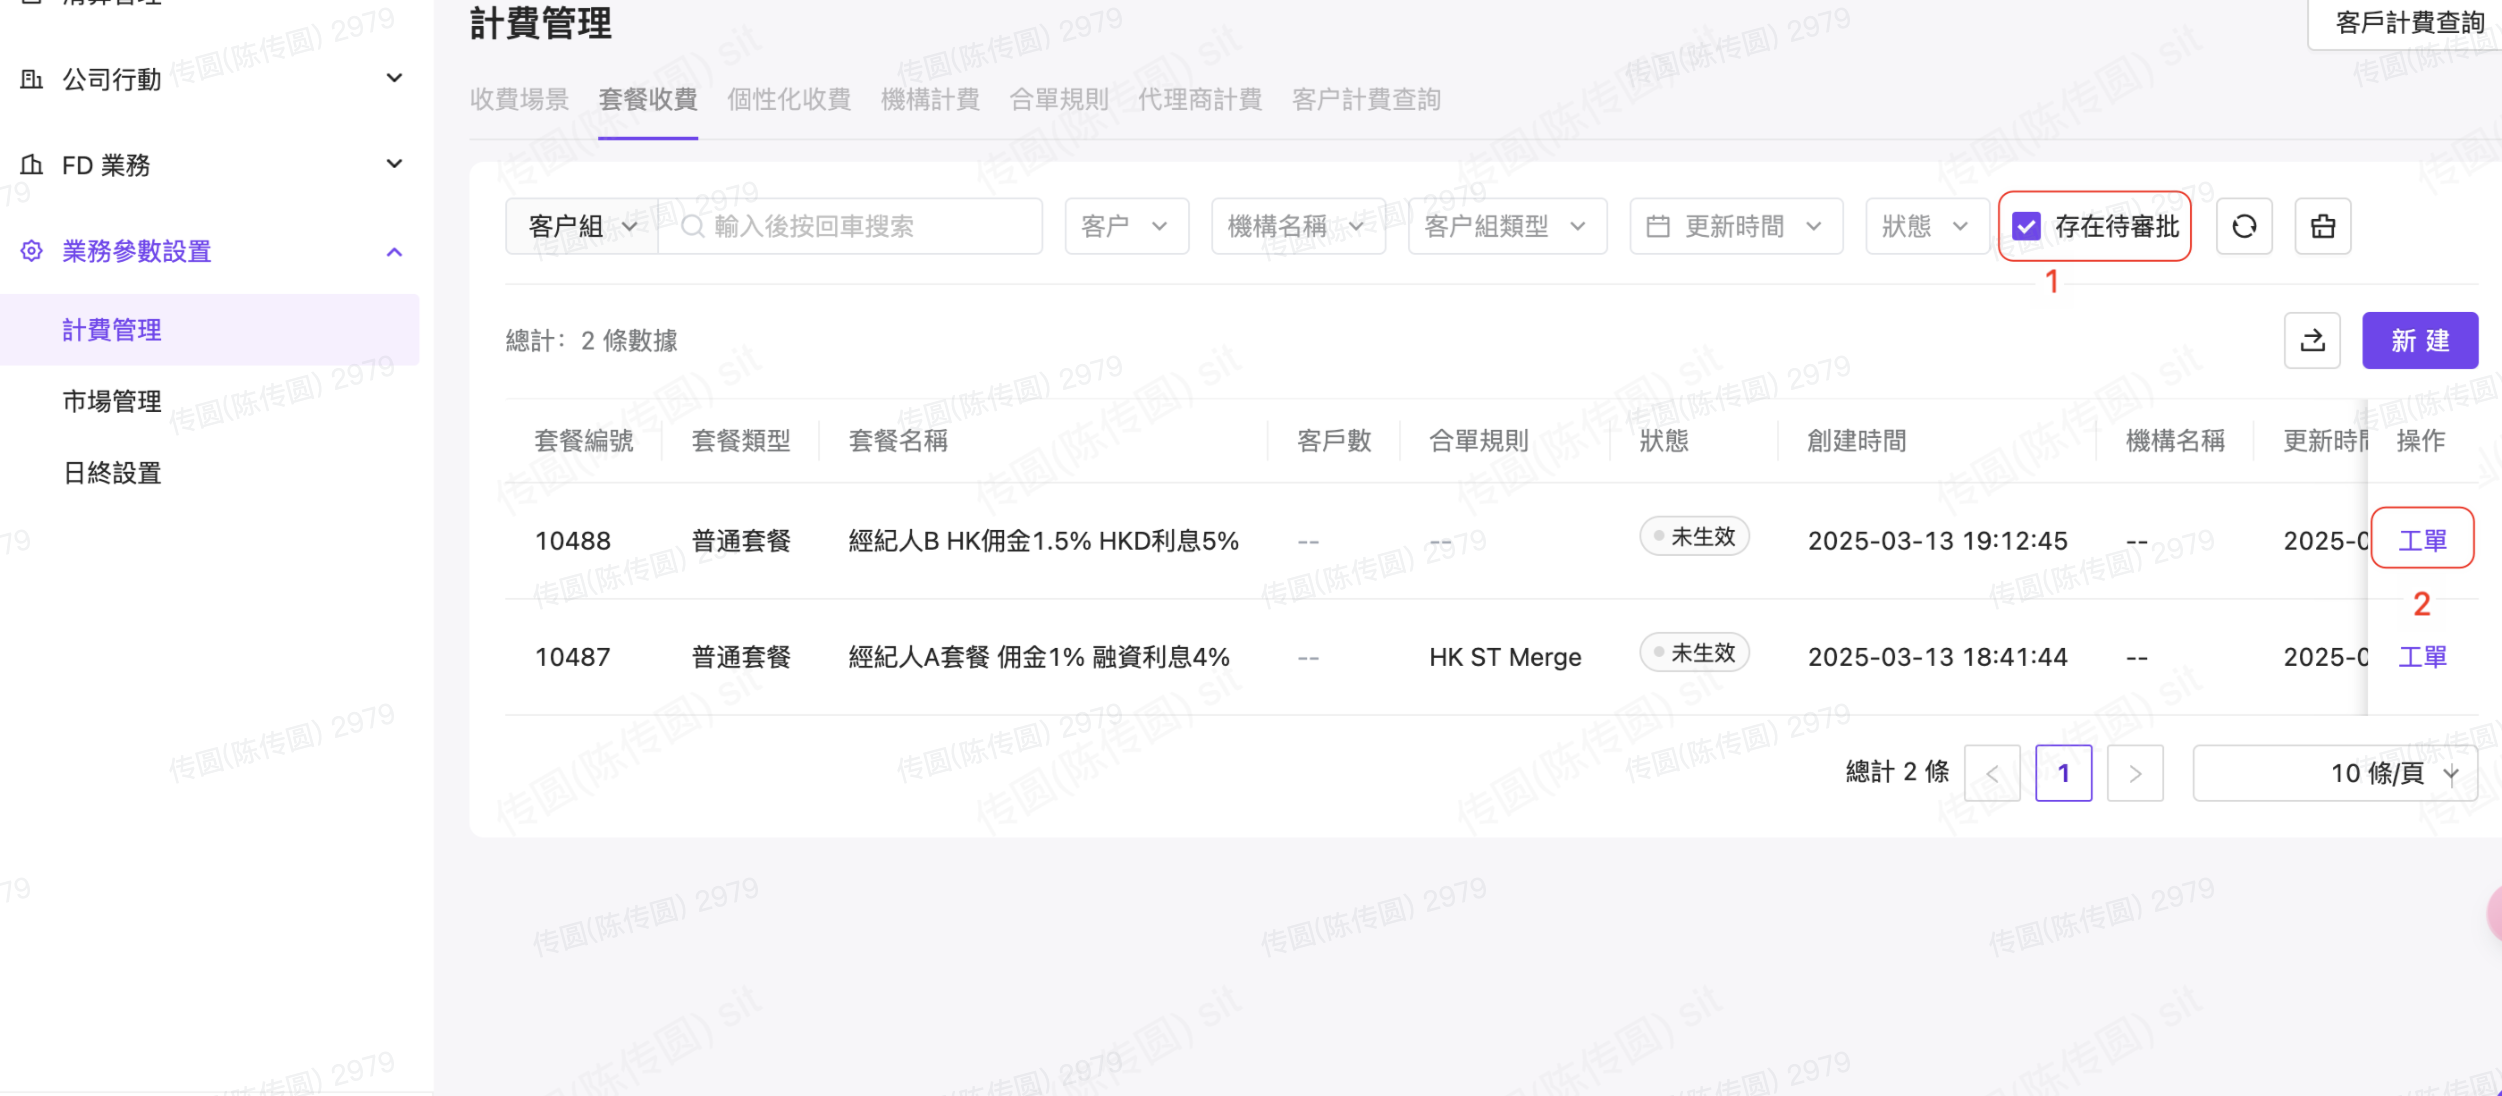 計費管理
客戶計費查詢
公司行動
FD 業務
業務參數設置
計費管理
市場管理
日終設置
收費場景 套餐收費 個性化收費 機構計費 合單規則 代理商計費 客户計費查詢
客户組 輸入後按回車搜索 客户 機構名稱 客户組類型 更新時間 狀態 存在待審批
1
總計： 2 條數據
新 建
套餐編號 套餐類型 套餐名稱 客戶數 合單規則 狀態 創建時間 機構名稱 更新時間 操作
10488 普通套餐 經紀人B HK佣金1.5% HKD利息5% -- -- 未生效 2025-03-13 19:12:45 -- 2025-0 工單
2
10487 普通套餐 經紀人A套餐 佣金1% 融資利息4% -- HK ST Merge 未生效 2025-03-13 18:41:44 -- 2025-0 工單
總計 2 條 < 1 > 10 條/頁
传圆(陈传圆) 2979
传圆(陈传圆) sit